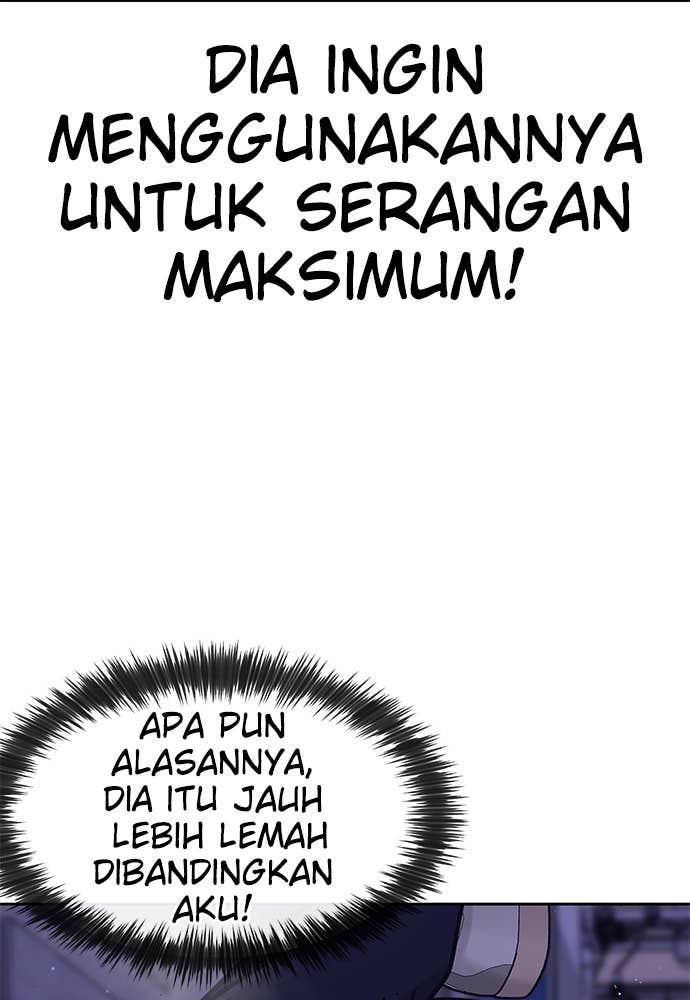 DIA INGIN
MENGGUNAKANNYA
UNTUK SERANGAN
MAKSIMUM!
APA PUN
ALASANNYA,
DIA ITU JAUH
LEBIH LEMAH
DIBANDINGKAN
AKU!